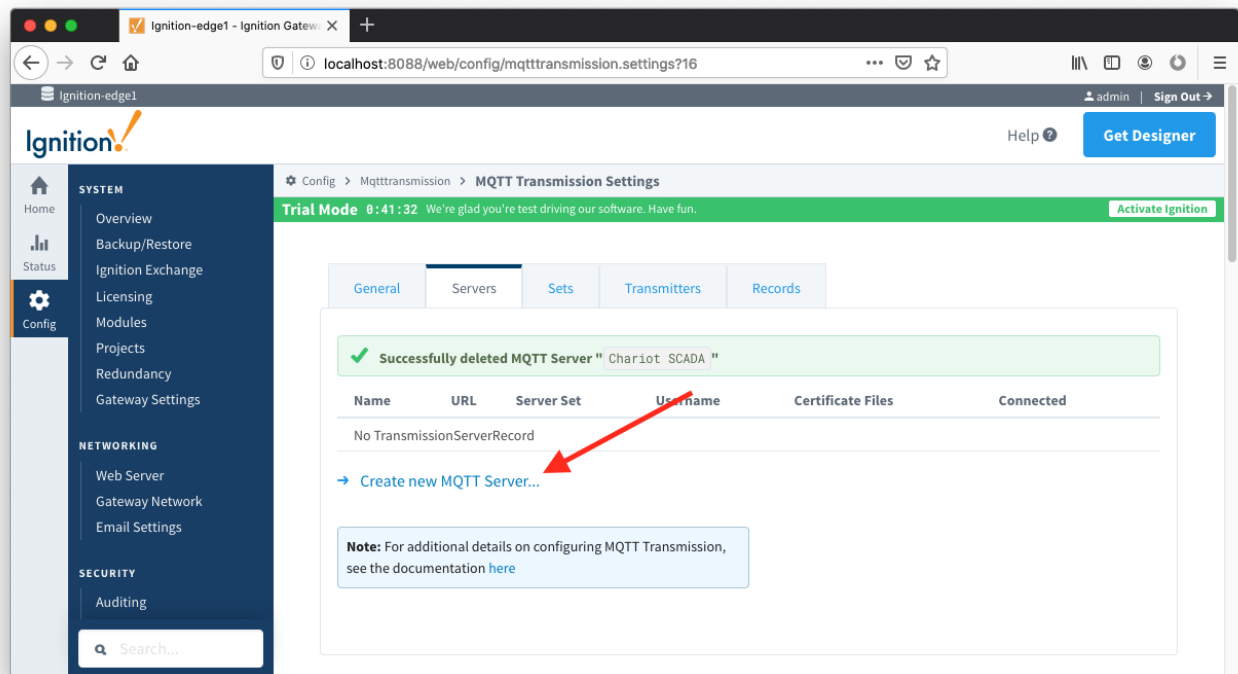 Ignition-edge1 - Ignition Gatew
localhost:8088/web/config/mqtttransmission.settings?16
Ignition-edge1
admin | Sign Out
Ignition!
Help ?
Get Designer
Home
Status
Config
SYSTEM
Overview
Backup/Restore
Ignition Exchange
Licensing
Modules
Projects
Redundancy
Gateway Settings
NETWORKING
Web Server
Gateway Network
Email Settings
SECURITY
Auditing
Search...
Config > Mqtttransmission > MQTT Transmission Settings
Trial Mode 0:41:32 We're glad you're test driving our software. Have fun.
Activate Ignition
General Servers Sets Transmitters Records
Successfully deleted MQTT Server " Chariot SCADA "
Name URL Server Set Username Certificate Files Connected
No TransmissionServerRecord
→ Create new MQTT Server...
Note: For additional details on configuring MQTT Transmission,
see the documentation here